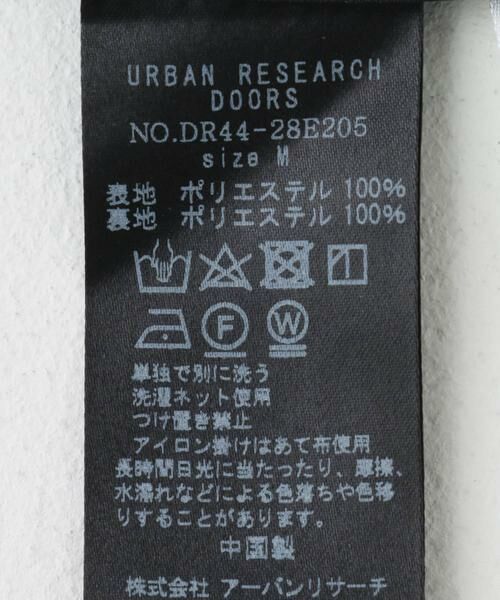 URBAN RESEARCH
DOORS
NO.DR44-28E205
size M
表地 ポリエステル 100%
裏地 ポリエステル 100%
F
W
単独で別に洗う
洗濯ネット使用
つけ置き禁止
アイロン掛けはあて布使用
長時間日光に当たったり、摩擦、
水濡れなどによる色落ちや色移
りすることがあります。
中国製
株式会社 アーバンリサーチ